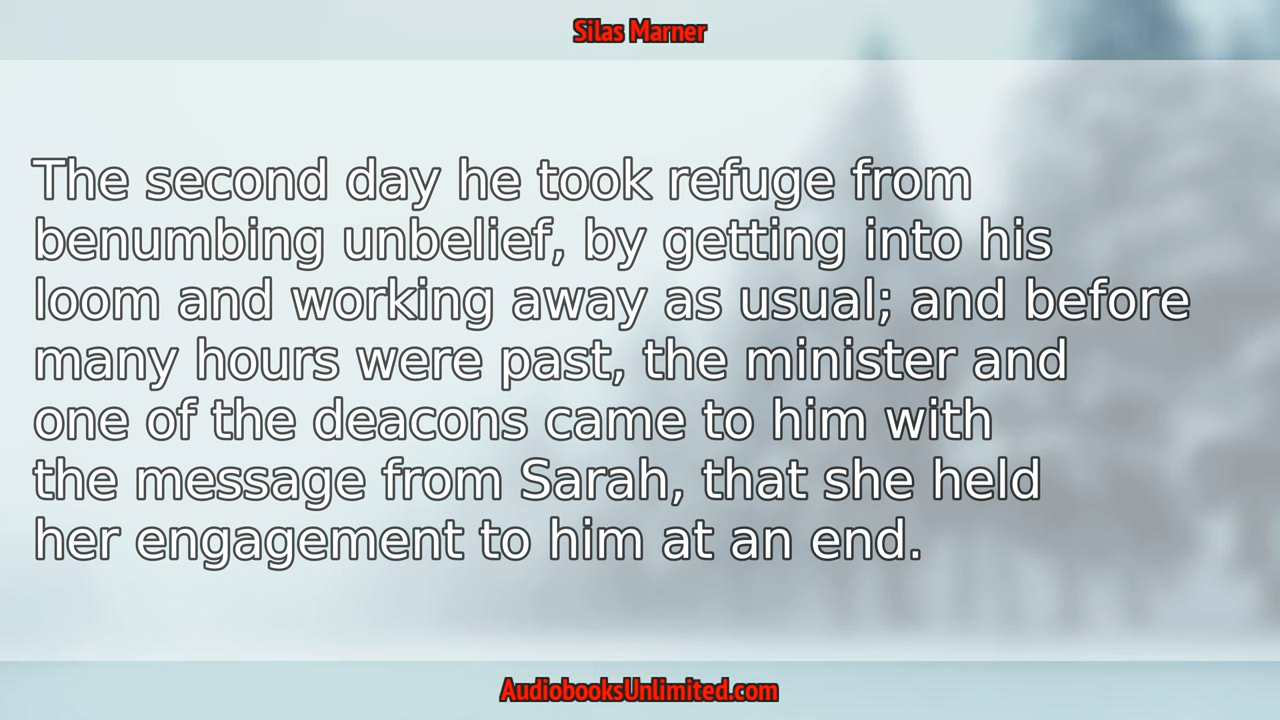 Silas Marner
The second day he took refuge from
benumbing unbelief, by getting into his
loom and working away as usual; and before
many hours were past, the minister and
one of the deacons came to him with
the message from Sarah, that she held
her engagement to him at an end.
AudiobooksUnlimited.com